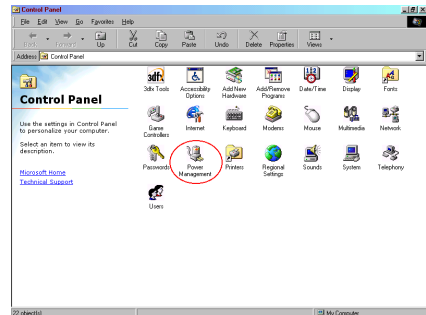 Control Panel
File Edit View Go Favorites Help
Back Forward Up Cut Copy Paste Undo Delete Properties Views
Address Control Panel
Control Panel
Use the settings in Control Panel
to personalize your computer.
Select an item to view its
description.
Microsoft Home
Technical Support
3dfx Tools
Accessibility
Options
Add New
Hardware
Add/Remove
Programs
Date/Time
Display
Fonts
Game
Controllers
Internet
Keyboard
Modems
Mouse
Multimedia
Network
Passwords
Power
Management
Printers
Regional
Settings
Sounds
System
Telephony
Users
22 object(s) My Computer